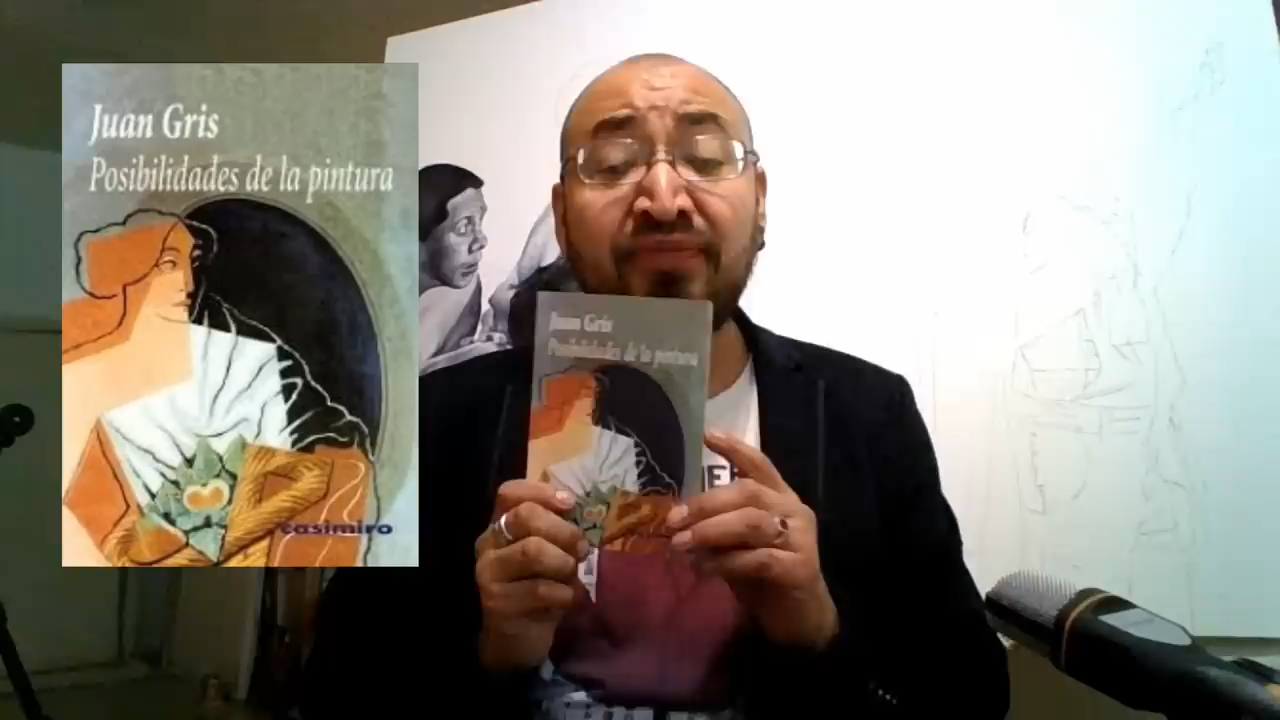 Juan Gris
Posibilidades de la pintura
casimiro
Juan Gris
Posibilidades de la pintura